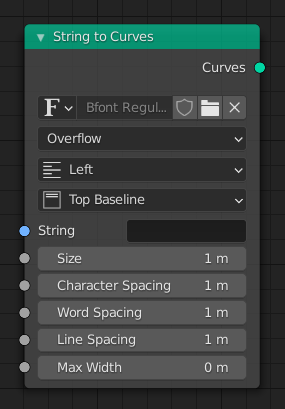 String to Curves
Curves
F Bfont Regul...
Overflow
Left
Top Baseline
String
Size 1 m
Character Spacing 1 m
Word Spacing 1 m
Line Spacing 1 m
Max Width 0 m